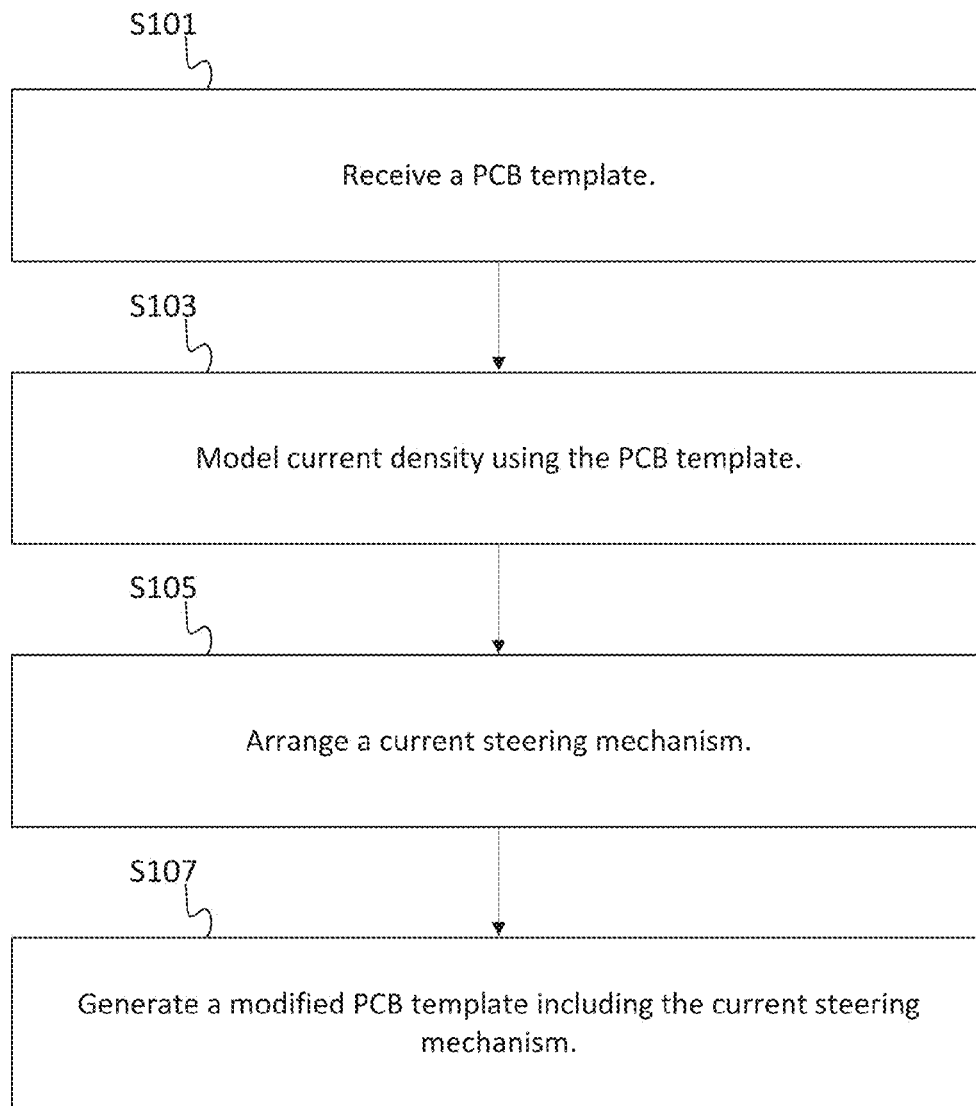 S101
Receive a PCB template.
S103
Model current density using the PCB template.
S105
Arrange a current steering mechanism.
S107
Generate a modified PCB template including the current steering
mechanism.